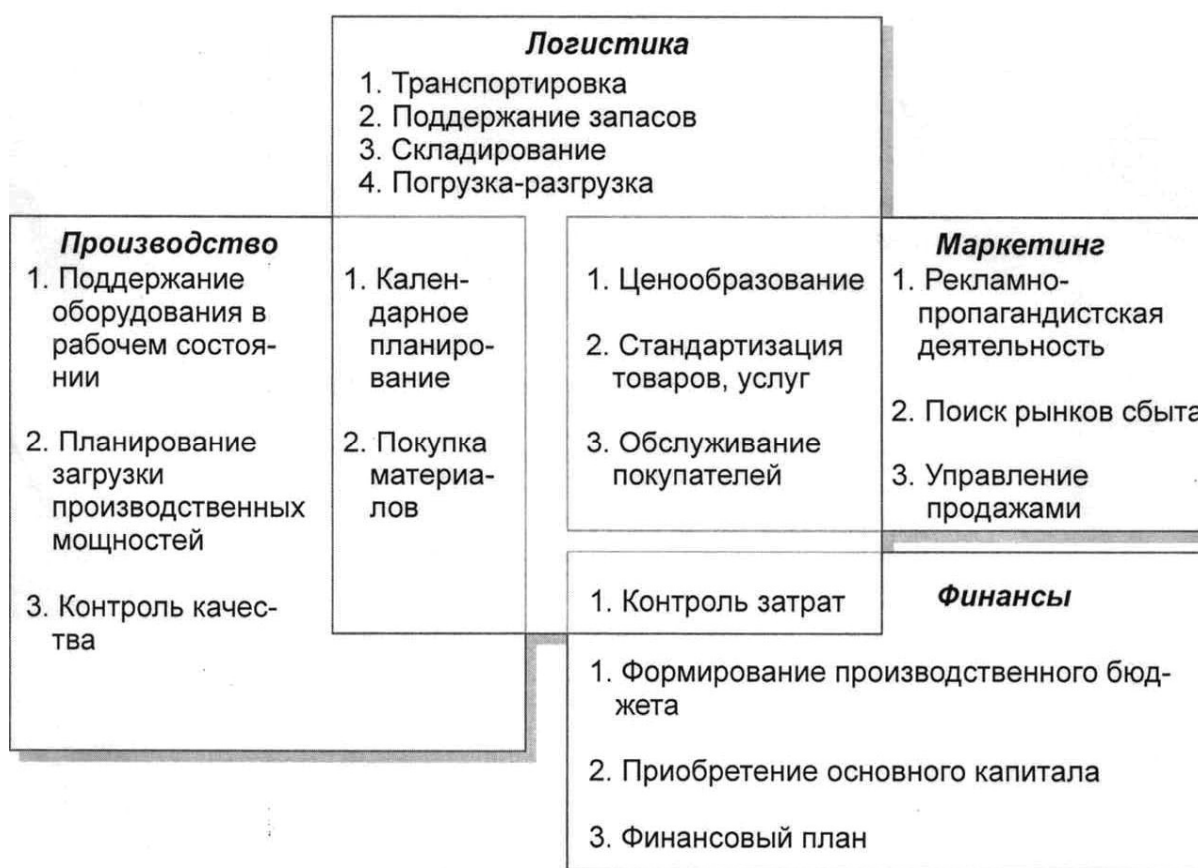 Логистика
1. Транспортировка
2. Поддержание запасов
3. Складирование
4. Погрузка-разгрузка
Производство
1. Поддержание
оборудования в
рабочем состоя-
нии
2. Планирование
загрузки
производственных
мощностей
3. Контроль качес-
тва
1. Кален-
дарное
планиро-
вание
2. Покупка
материа-
лов
1. Ценообразование
2. Стандартизация
товаров, услуг
3. Обслуживание
покупателей
Маркетинг
1. Рекламно-
пропагандистская
деятельность
2. Поиск рынков сбыта
3. Управление
продажами
1. Контроль затрат
Финансы
1. Формирование производственного бюд-
жета
2. Приобретение основного капитала
3. Финансовый план